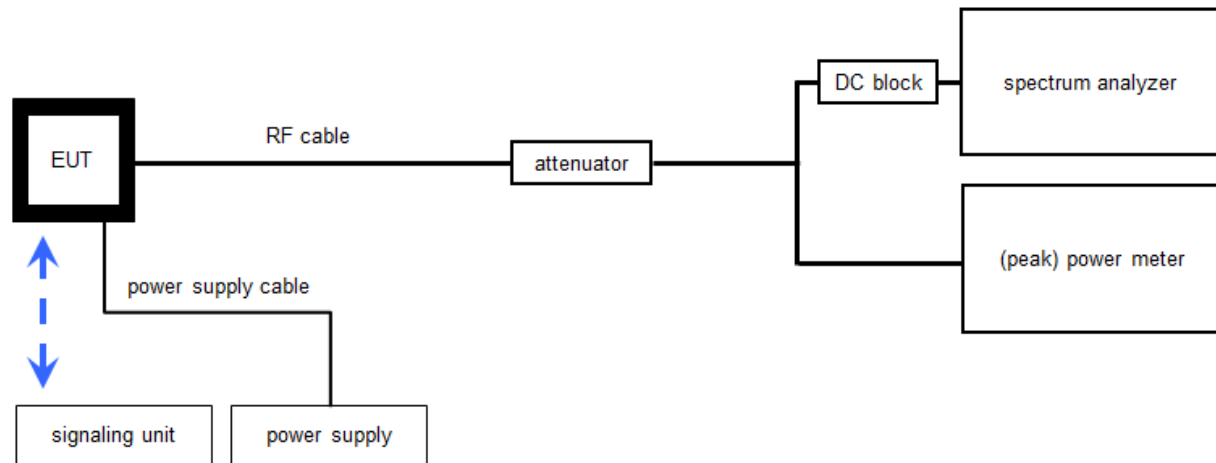 DC block
spectrum analyzer
EUT
RF cable
attenuator
(peak) power meter
power supply cable
signaling unit
power supply